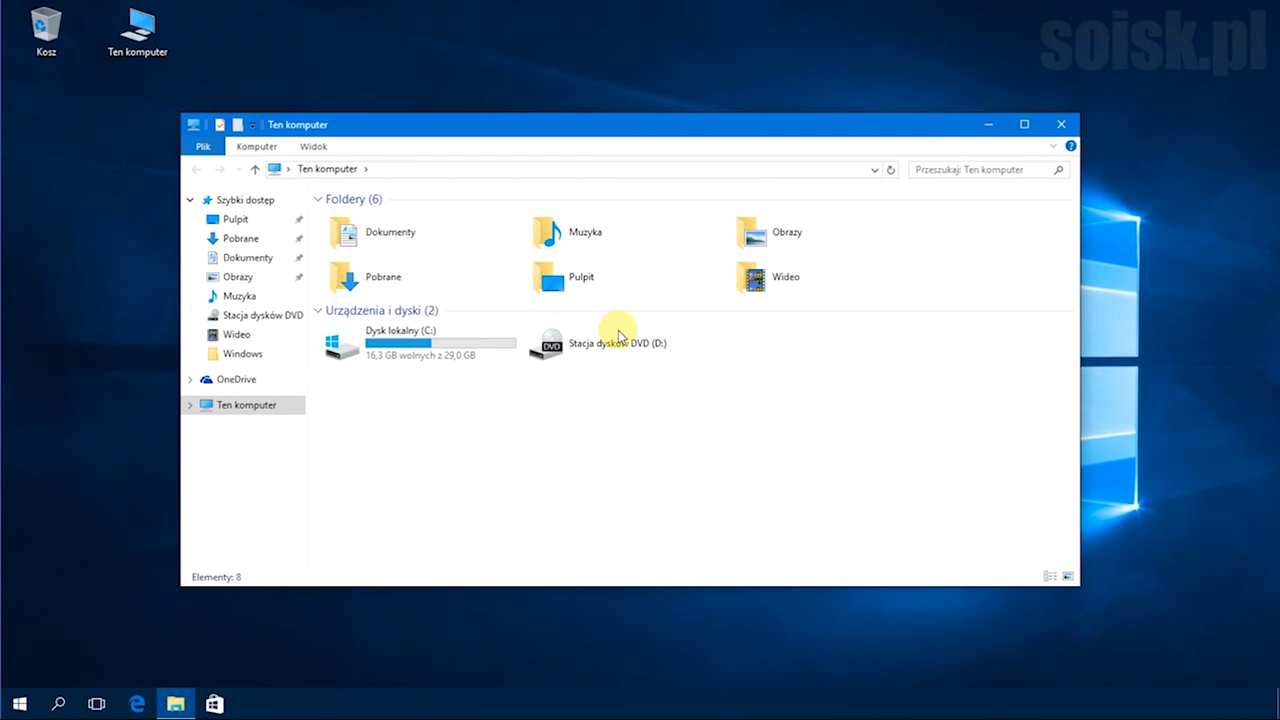 soisk.pl
Kosz
Ten komputer
Ten komputer
Plik Komputer Widok
Ten komputer
Przeszukaj: Ten komputer
Szybki dostęp
Pulpit
Pobrane
Dokumenty
Obrazy
Muzyka
Stacja dysków DVD
Wideo
Windows
OneDrive
Ten komputer
Foldery (6)
Dokumenty
Muzyka
Obrazy
Pobrane
Pulpit
Wideo
Urządzenia i dyski (2)
Dysk lokalny (C:)
16,3 GB wolnych z 29,0 GB
DVD
Stacja dysków DVD (D:)
Elementy: 8